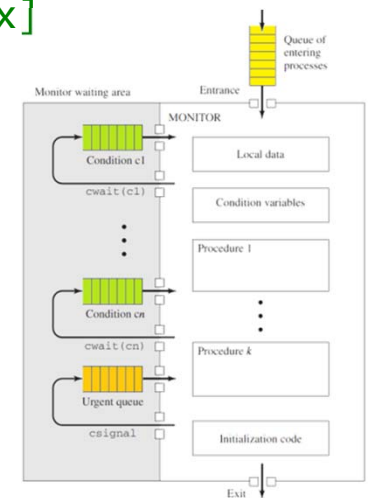 x]
Queue of
entering
processes
Entrance
Monitor waiting area
MONITOR
Condition c1
cwait(c1)
Local data
Condition variables
Procedure 1
Condition cn
cwait(cn)
Procedure k
Urgent queue
csignal
Initialization code
Exit